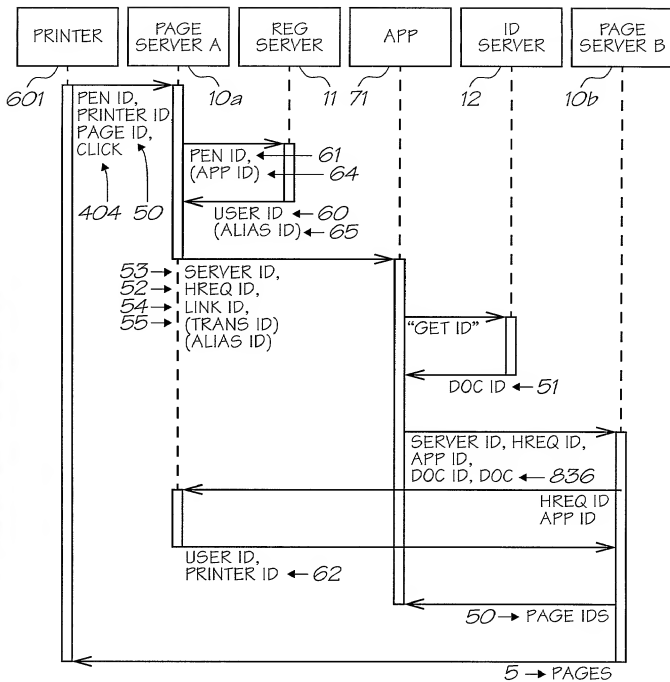 PRINTER
PAGE
SERVER A
REG
SERVER
APP
ID
SERVER
PAGE
SERVER B
601
10a
11
71
12
10b
PEN ID,
PRINTER ID
PAGE ID,
CLICK
404
50
PEN ID,
61
(APP ID)
64
USER ID
60
(ALIAS ID)
65
53
SERVER ID,
52
HREQ ID,
54
LINK ID,
55
(TRANS ID)
(ALIAS ID)
"GET ID"
DOC ID
51
SERVER ID, HREQ ID,
APP ID,
DOC ID, DOC
836
HREQ ID
APP ID
USER ID,
PRINTER ID
62
50
PAGE IDS
5
PAGES